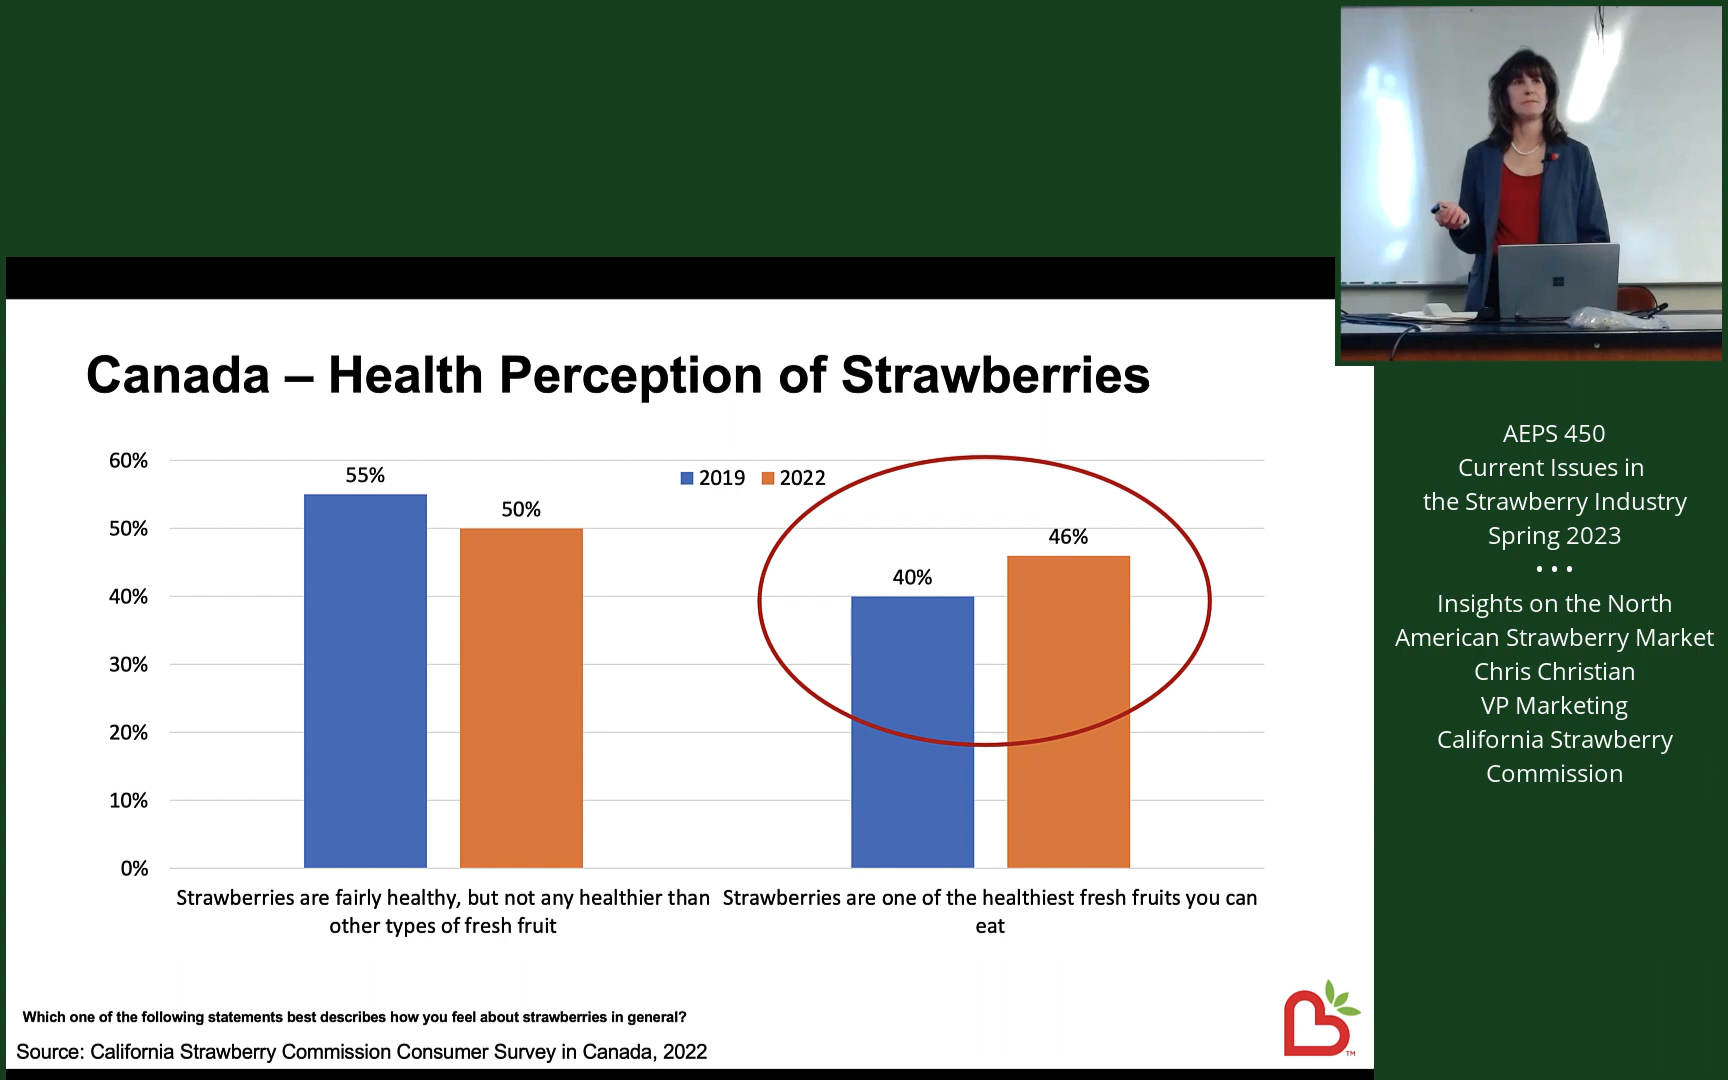 Canada – Health Perception of Strawberries
60%
50%
40%
30%
20%
10%
0%
2019 2022
55%
50%
40%
46%
Strawberries are fairly healthy, but not any healthier than
other types of fresh fruit
Strawberries are one of the healthiest fresh fruits you can
eat
Which one of the following statements best describes how you feel about strawberries in general?
Source: California Strawberry Commission Consumer Survey in Canada, 2022
TM
AEPS 450
Current Issues in
the Strawberry Industry
Spring 2023
• • •
Insights on the North
American Strawberry Market
Chris Christian
VP Marketing
California Strawberry
Commission